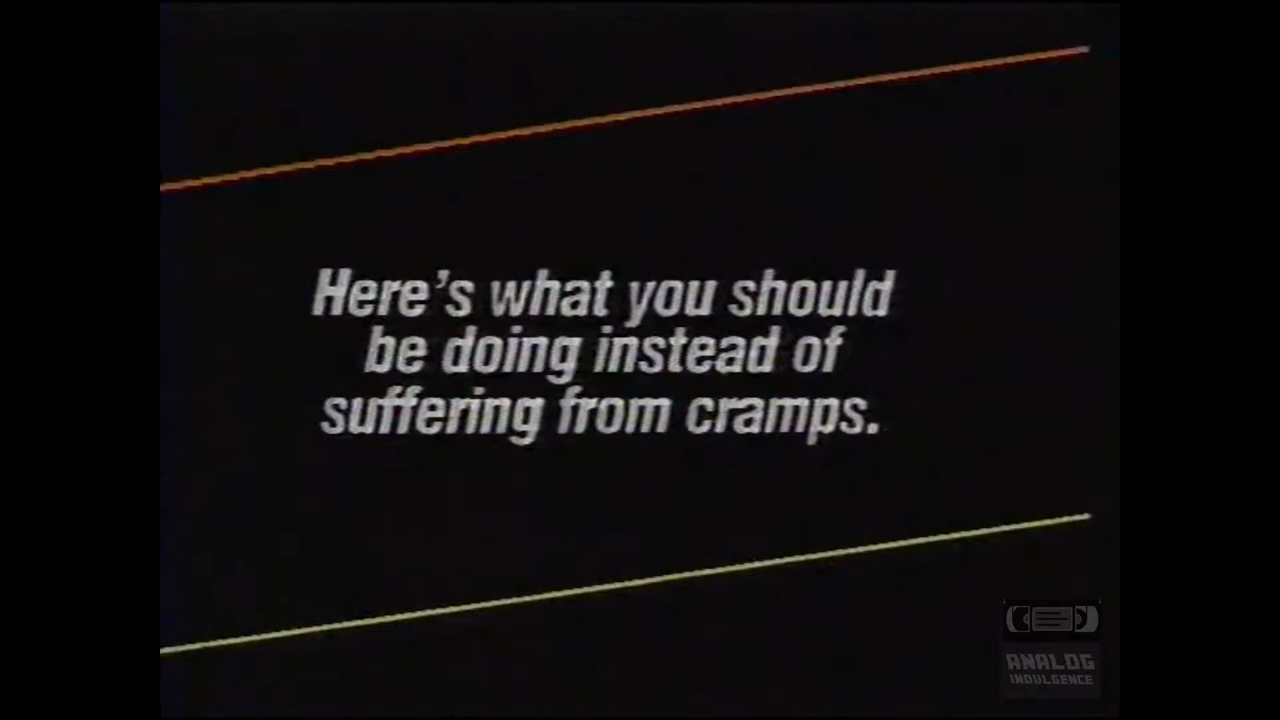 Here's what you should
be doing instead of
suffering from cramps.
ANALOG
INDULGENCE